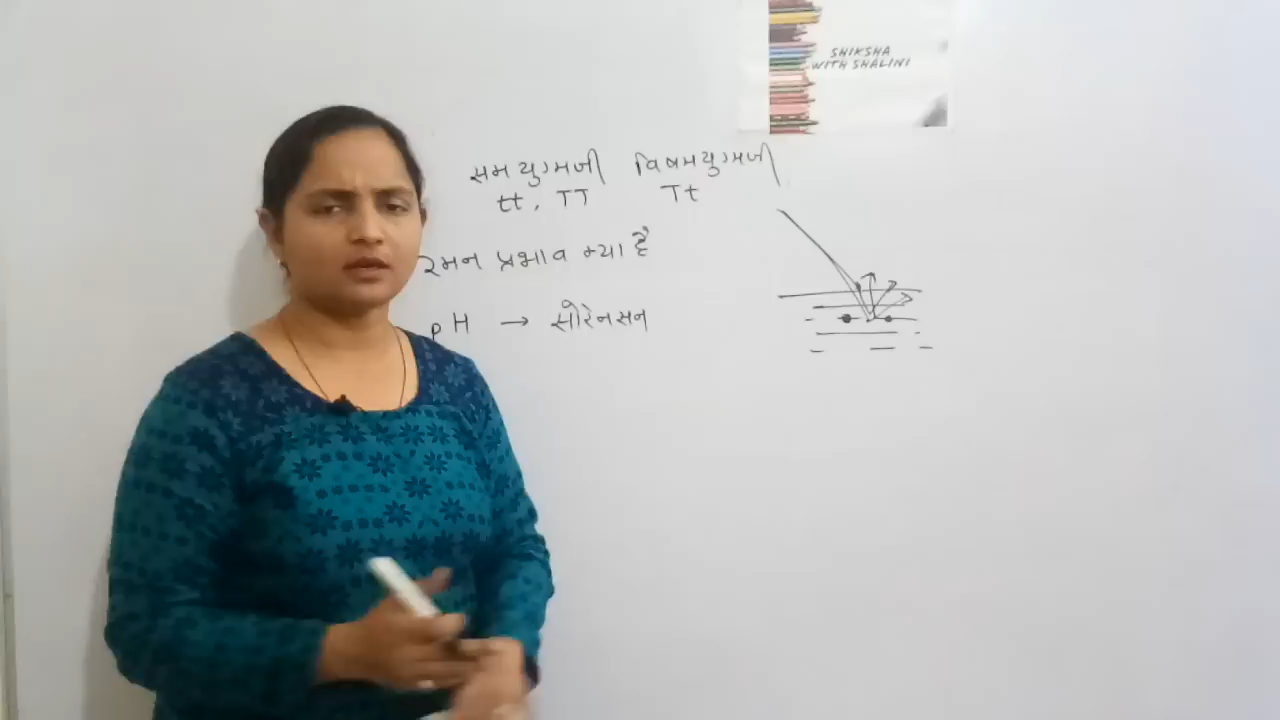 SHIKSHA
WITH SHALINI
समयुग्मजी विषमयुग्मजी
tt, TT Tt
रमन प्रभाव क्या है
pH → सोरेनसन